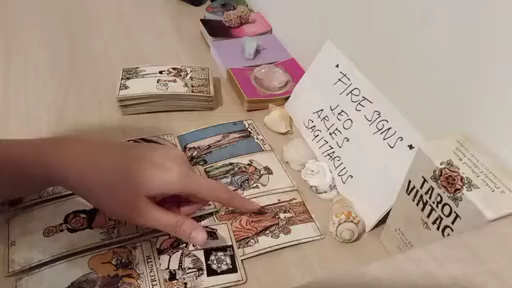 "FIRE SIGNS"
LEO
ARIES
SAGITTARIUS
TAROT
VINTAG